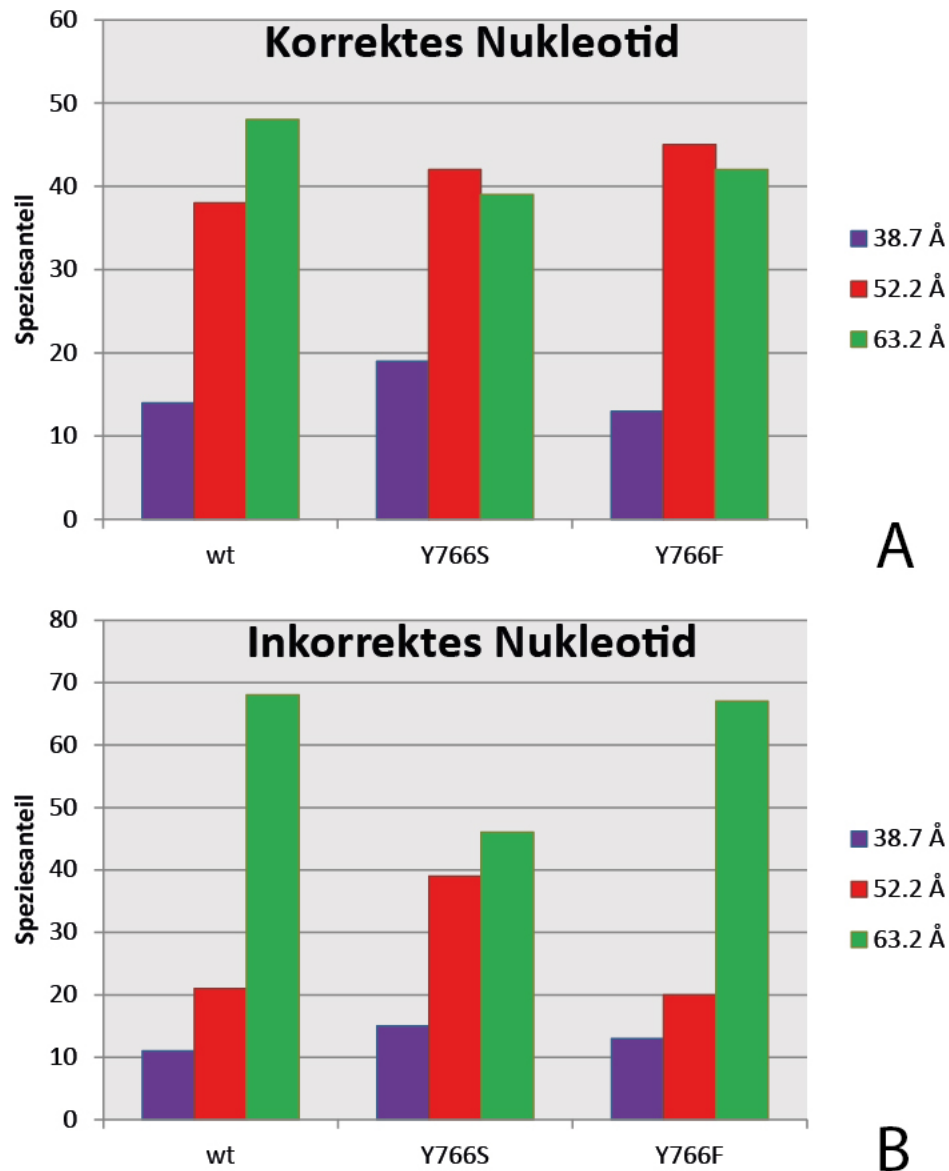 Korrektes Nukleotid
60
50
40
30
20
10
0
Speziesanteil
wt
Y766S
Y766F
38.7 Å
52.2 Å
63.2 Å
A
Inkorrektes Nukleotid
80
70
60
50
40
30
20
10
0
Speziesanteil
wt
Y766S
Y766F
38.7 Å
52.2 Å
63.2 Å
B